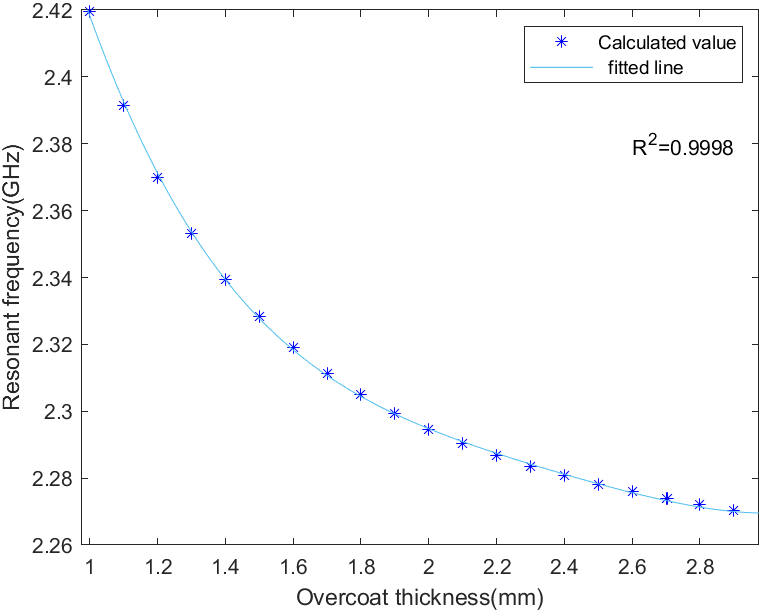 2.42
2.4
2.38
2.36
2.34
2.32
2.3
2.28
2.26
Resonant frequency(GHz)
Calculated value
fitted line
R²=0.9998
1 1.2 1.4 1.6 1.8 2 2.2 2.4 2.6 2.8
Overcoat thickness(mm)